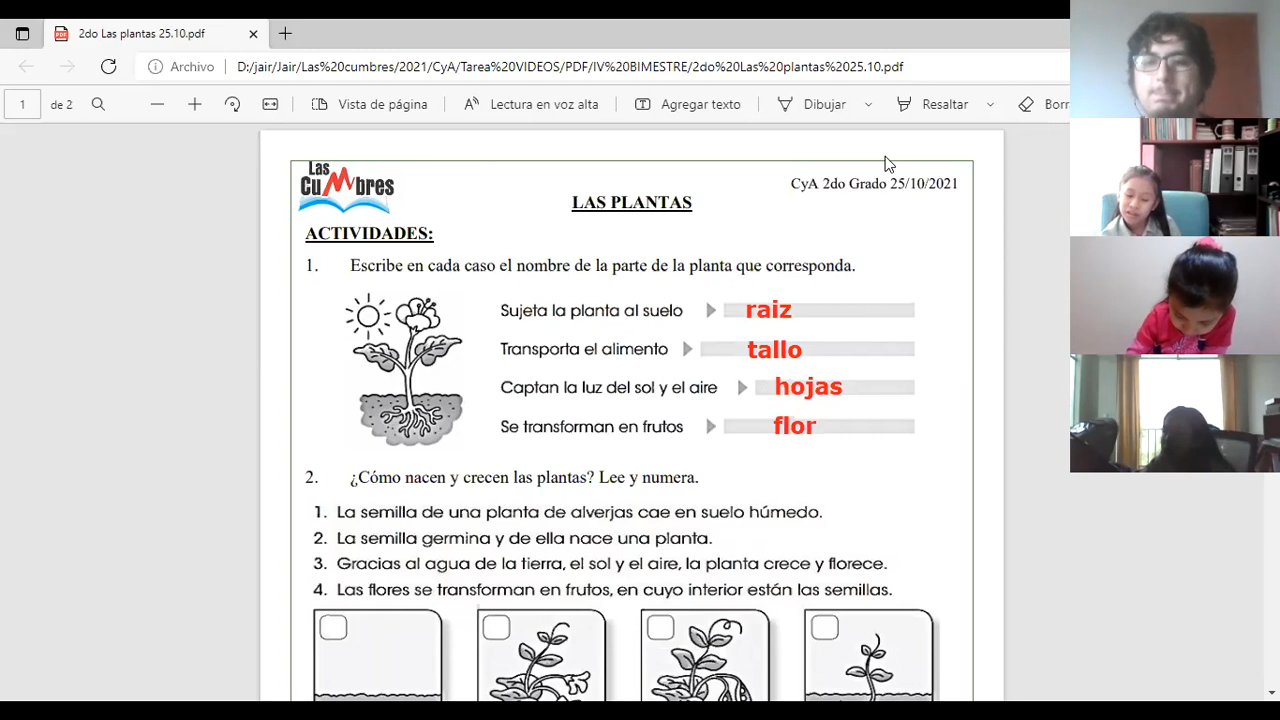 2do Las plantas 25.10.pdf
Archivo D:/jair/Jair/Las%20cumbres/2021/CyA/Tarea%20VIDEOS/PDF/IV%20BIMESTRE/2do%20Las%20plantas%2025.10.pdf
1 de 2 Vista de página Lectura en voz alta Agregar texto Dibujar Resaltar Borr
Las Cumbres
CyA 2do Grado 25/10/2021
LAS PLANTAS
ACTIVIDADES:
1. Escribe en cada caso el nombre de la parte de la planta que corresponda.
Sujeta la planta al suelo raiz
Transporta el alimento tallo
Captan la luz del sol y el aire hojas
Se transforman en frutos flor
2. ¿Cómo nacen y crecen las plantas? Lee y numera.
1. La semilla de una planta de alverjas cae en suelo húmedo.
2. La semilla germina y de ella nace una planta.
3. Gracias al agua de la tierra, el sol y el aire, la planta crece y florece.
4. Las flores se transforman en frutos, en cuyo interior están las semillas.